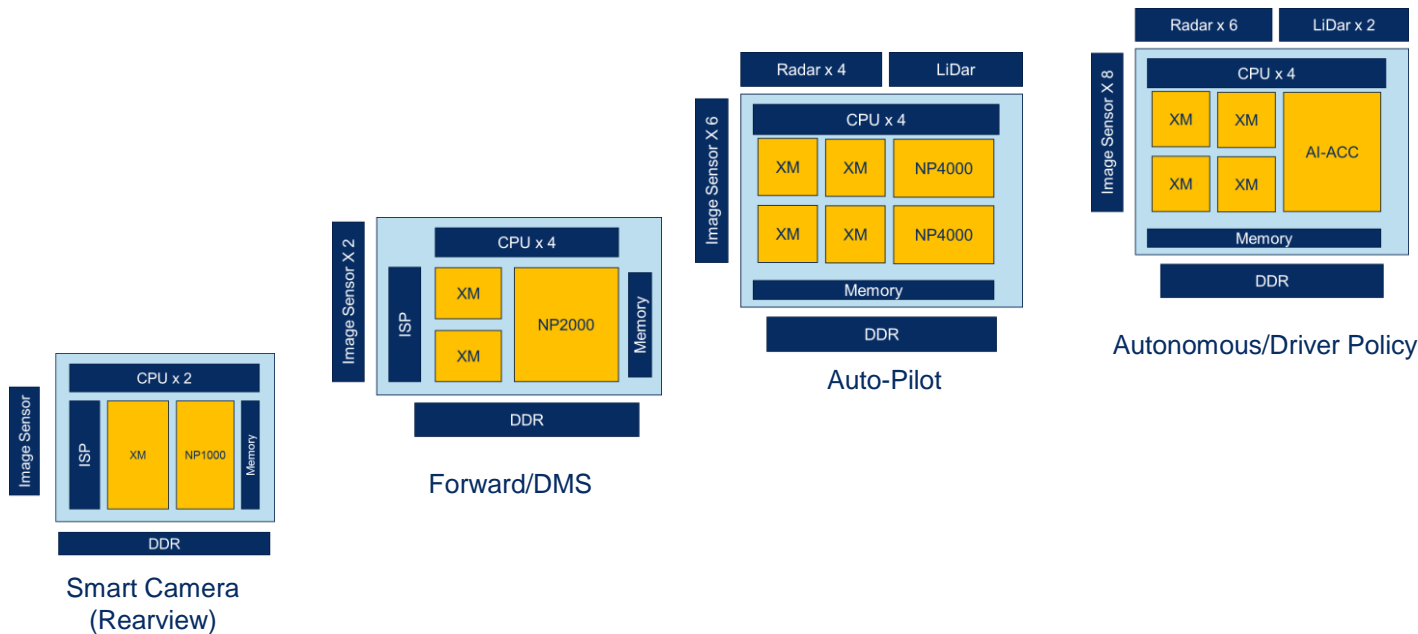 Image Sensor
CPU x 2
ISP
XM
NP1000
Memory
DDR
Smart Camera
(Rearview)
Image Sensor X 2
CPU x 4
ISP
XM
XM
NP2000
Memory
DDR
Forward/DMS
Radar x 4
LiDar
Image Sensor X 6
CPU x 4
XM
XM
NP4000
XM
XM
NP4000
Memory
DDR
Auto-Pilot
Radar x 6
LiDar x 2
Image Sensor X 8
CPU x 4
XM
XM
AI-ACC
XM
XM
Memory
DDR
Autonomous/Driver Policy